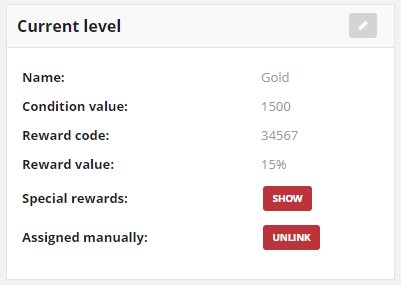 Current level
Name: Gold
Condition value: 1500
Reward code: 34567
Reward value: 15%
Special rewards: SHOW
Assigned manually: UNLINK